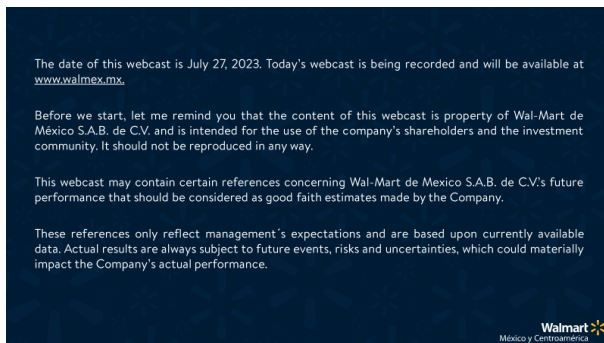 The date of this webcast is July 27, 2023. Today's webcast is being recorded and will be available at
www.walmex.mx.
Before we start, let me remind you that the content of this webcast is property of Wal-Mart de
México S.A.B. de C.V. and is intended for the use of the company's shareholders and the investment
community. It should not be reproduced in any way.
This webcast may contain certain references concerning Wal-Mart de Mexico S.A.B. de C.V.'s future
performance that should be considered as good faith estimates made by the Company.
These references only reflect management´s expectations and are based upon currently available
data. Actual results are always subject to future events, risks and uncertainties, which could materially
impact the Company's actual performance.
Walmart
México y Centroamérica